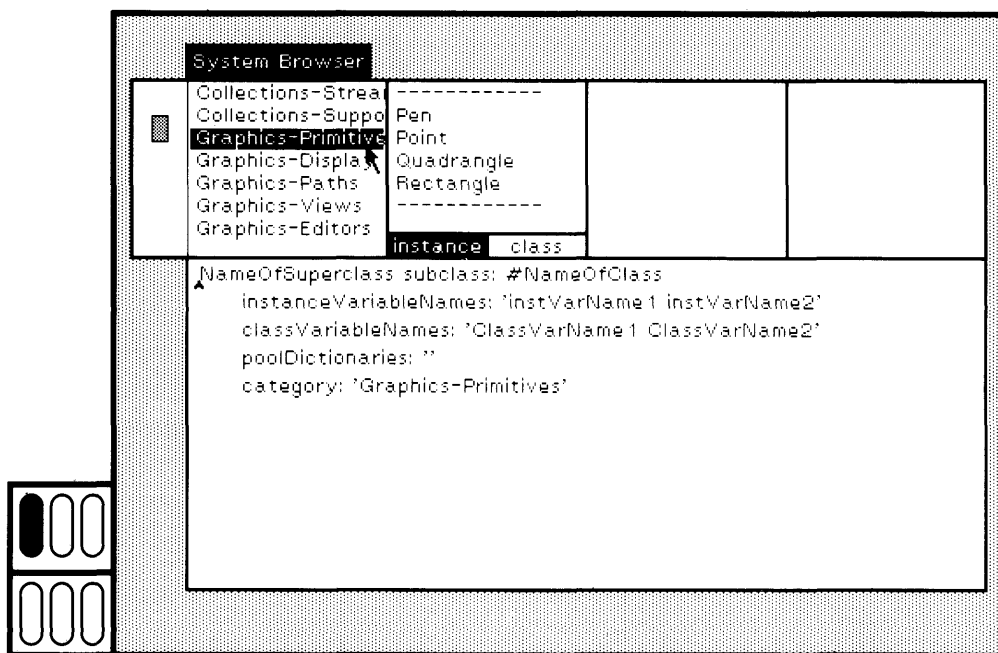 System Browser
Collections-Strea
Collections-Suppo
Graphics-Primitive
Graphics-Display
Graphics-Paths
Graphics-Views
Graphics-Editors
------------
Pen
Point
Quadrangle
Rectangle
------------
instance class
NameOfSuperclass subclass: #NameOfClass
instanceVariableNames: 'instVarName1 instVarName2'
classVariableNames: 'ClassVarName1 ClassVarName2'
poolDictionaries: ''
category: 'Graphics-Primitives'